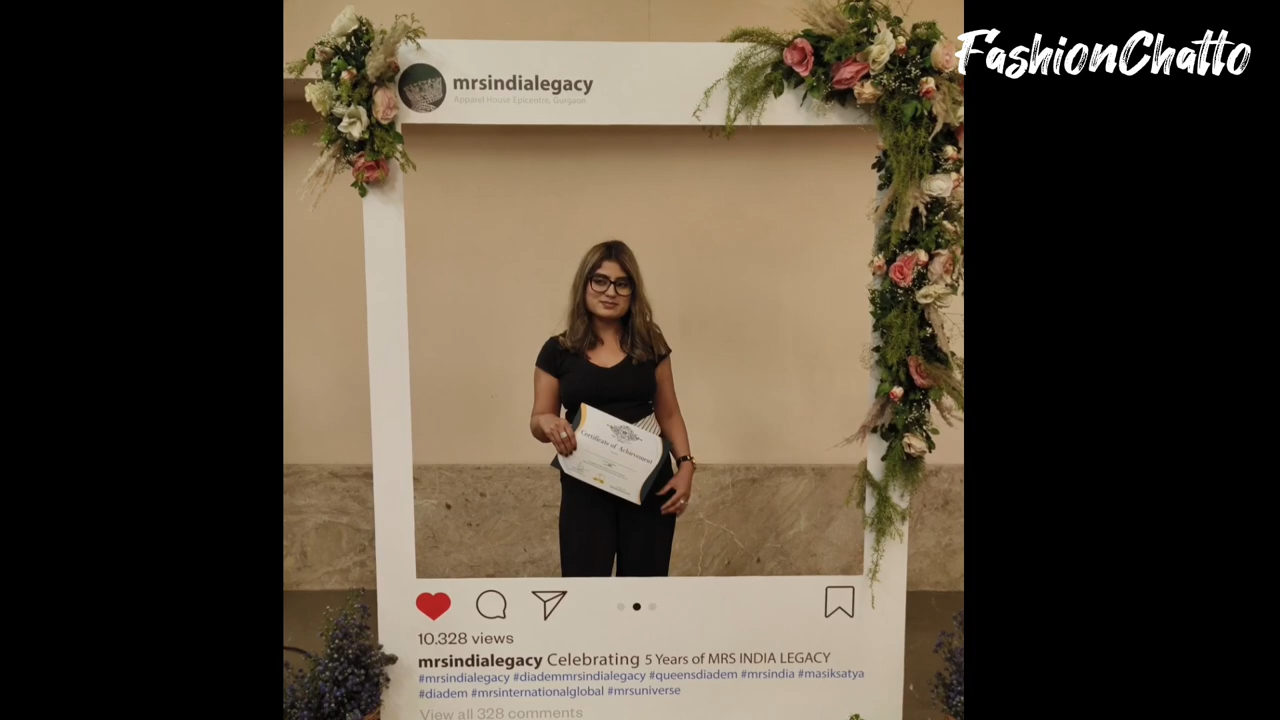 FashionChatto
mrsindialegacy
Apparel House Epicentre, Gurgaon
Certificate of Achievement
10.328 views
mrsindialegacy Celebrating 5 Years of MRS INDIA LEGACY
#mrsindialegacy #diademmrsindialegacy #queensdiadem #mrsindia #masiksatya
#diadem #mrsinternationalglobal #mrsuniverse
View all 328 comments